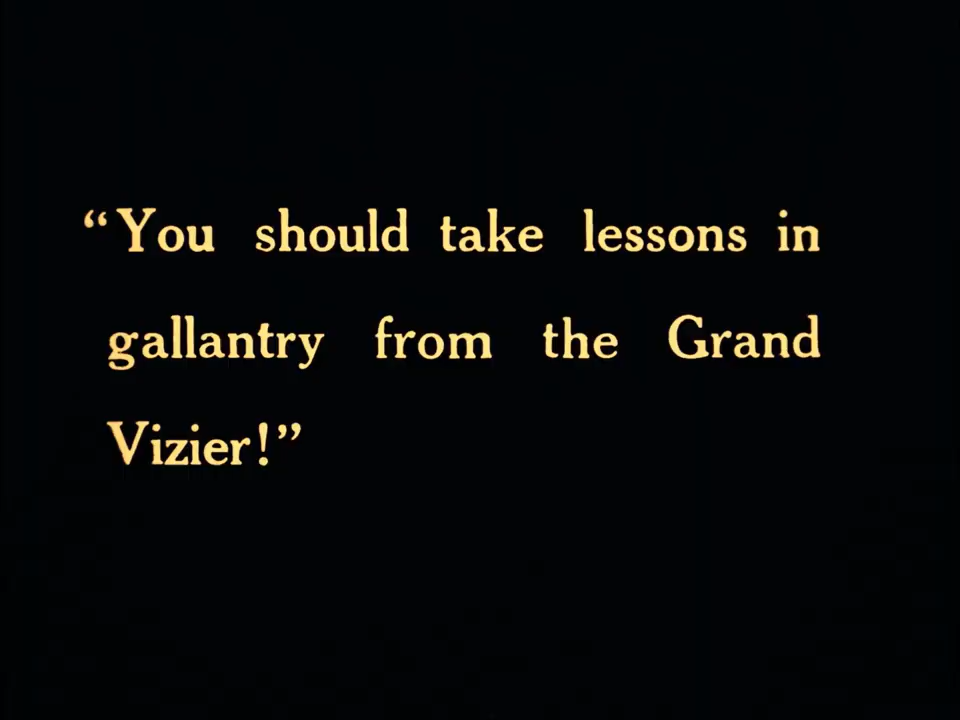 “You should take lessons in
gallantry from the Grand
Vizier!”